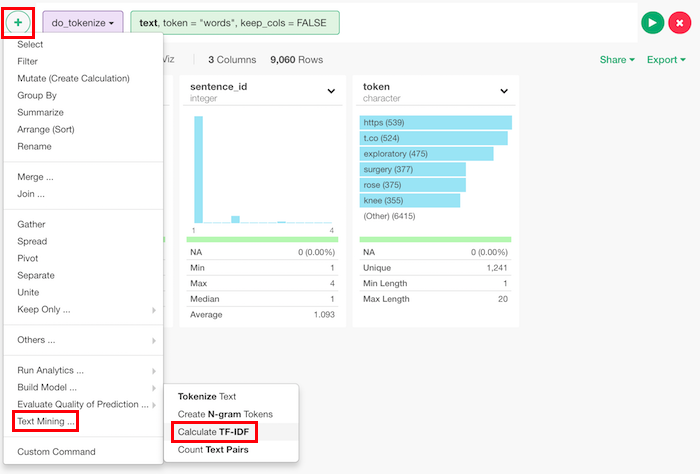 +
do_tokenize
text, token = "words", keep_cols = FALSE
Select
Filter
Mutate (Create Calculation)
Group By
Summarize
Arrange (Sort)
Rename
Merge ...
Join ...
Gather
Spread
Pivot
Separate
Unite
Keep Only ...
Others ...
Run Analytics ...
Build Model ...
Evaluate Quality of Prediction ...
Text Mining ...
Custom Command
Tokenize Text
Create N-gram Tokens
Calculate TF-IDF
Count Text Pairs
Viz
3 Columns 9,060 Rows
Share Export
sentence_id
integer
1 4
NA 0 (0.00%)
Min 1
Max 4
Median 1
Average 1.093
token
character
https (539)
t.co (524)
exploratory (475)
surgery (377)
rose (375)
knee (355)
(Other) (6415)
NA 0 (0.00%)
Unique 1,241
Min Length 1
Max Length 20